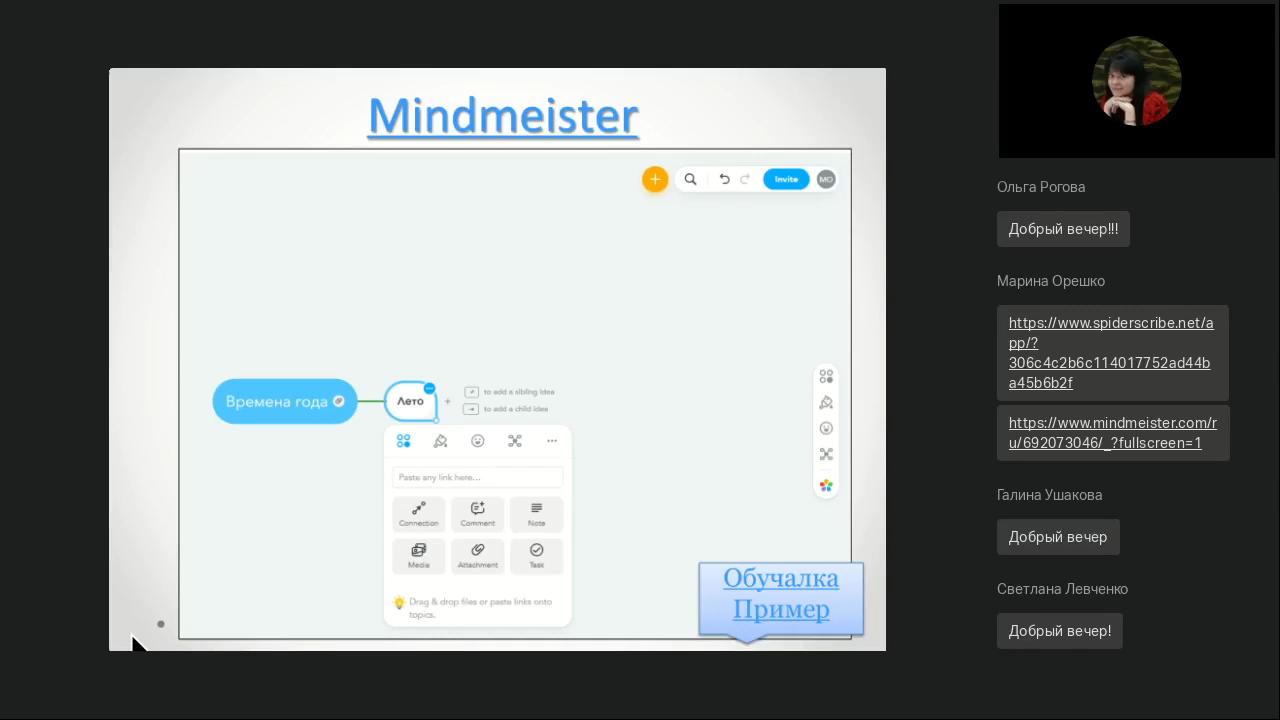 Mindmeister
Invite
MO
Времена года
Лето
to add a sibling idea
to add a child idea
Paste any link here...
Connection
Comment
Note
Media
Attachment
Task
Drag & drop files or paste links onto
topics.
Обучалка
Пример
Ольга Рогова
Добрый вечер!!!
Марина Орешко
https://www.spiderscribe.net/a
pp/?
306c4c2b6c114017752ad44b
a45b6b2f
https://www.mindmeister.com/r
u/692073046/_?fullscreen=1
Галина Ушакова
Добрый вечер
Светлана Левченко
Добрый вечер!